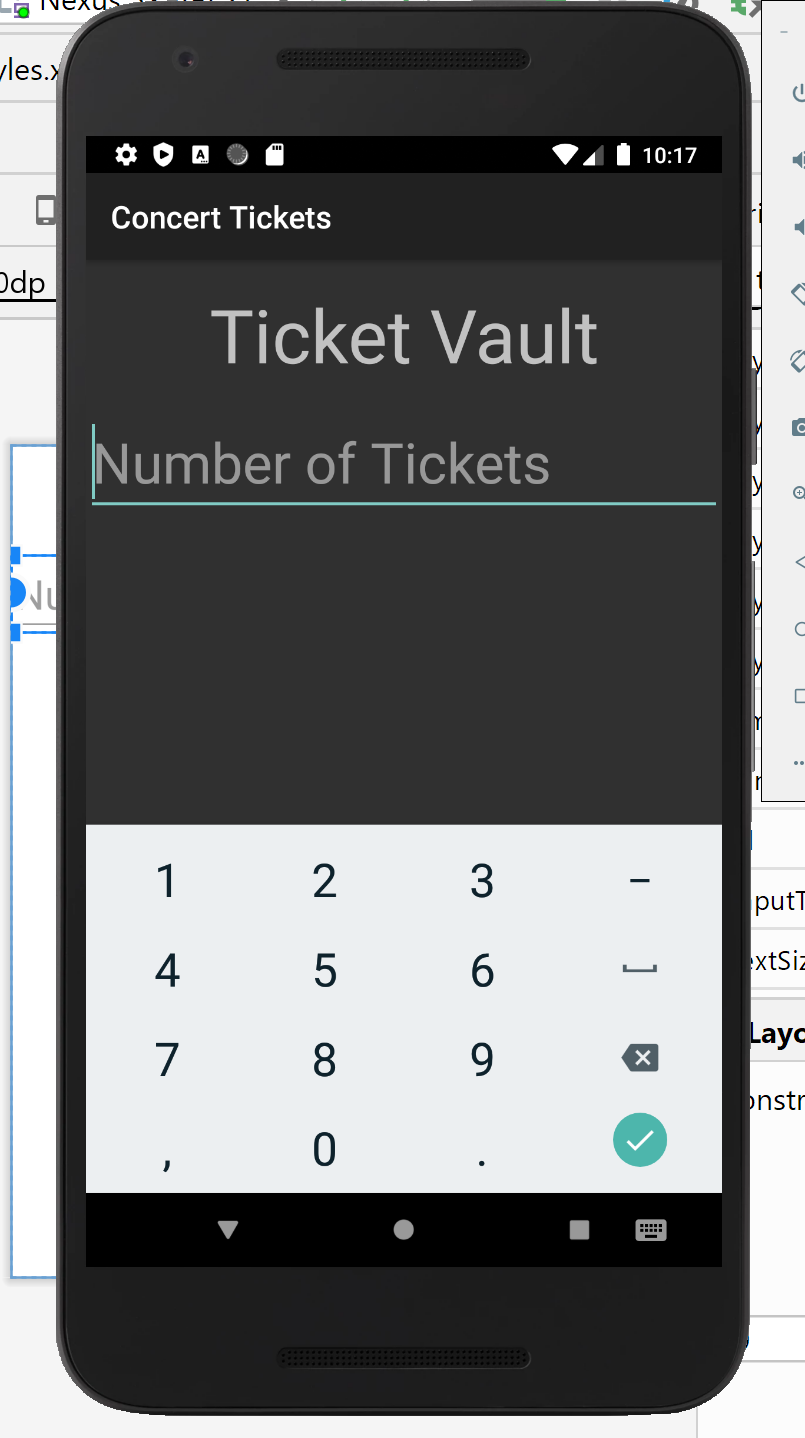 10:17
Concert Tickets
0dp
Ticket Vault
Number of Tickets
1 2 3 –
4 5 6
7 8 9
, 0 .